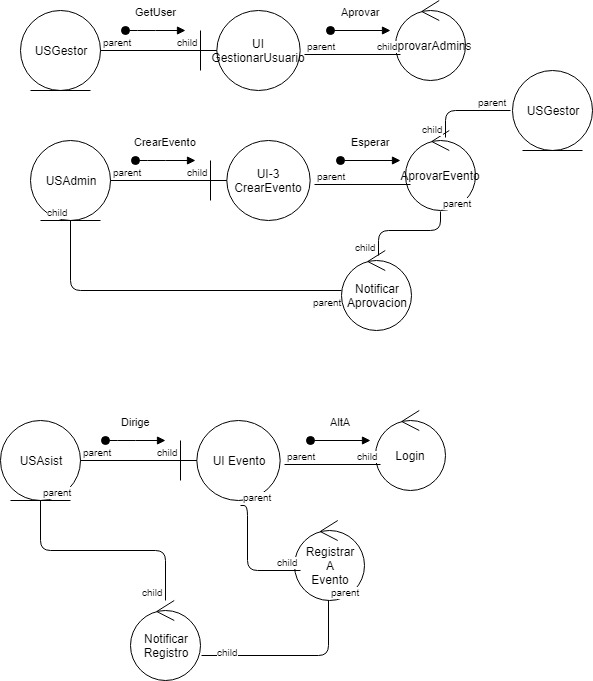 GetUser
Aprovar
USGestor
parent
child
UI
GestionarUsuario
parent
child
provarAdmins
parent
USGestor
child
CrearEvento
Esperar
USAdmin
parent
child
UI-3
CrearEvento
parent
AprovarEvento
parent
child
child
Notificar
Aprovacion
parent
Dirige
AltA
USAsist
parent
child
UI Evento
parent
child
Login
parent
parent
child
Registrar
A
Evento
parent
child
Notificar
Registro
child